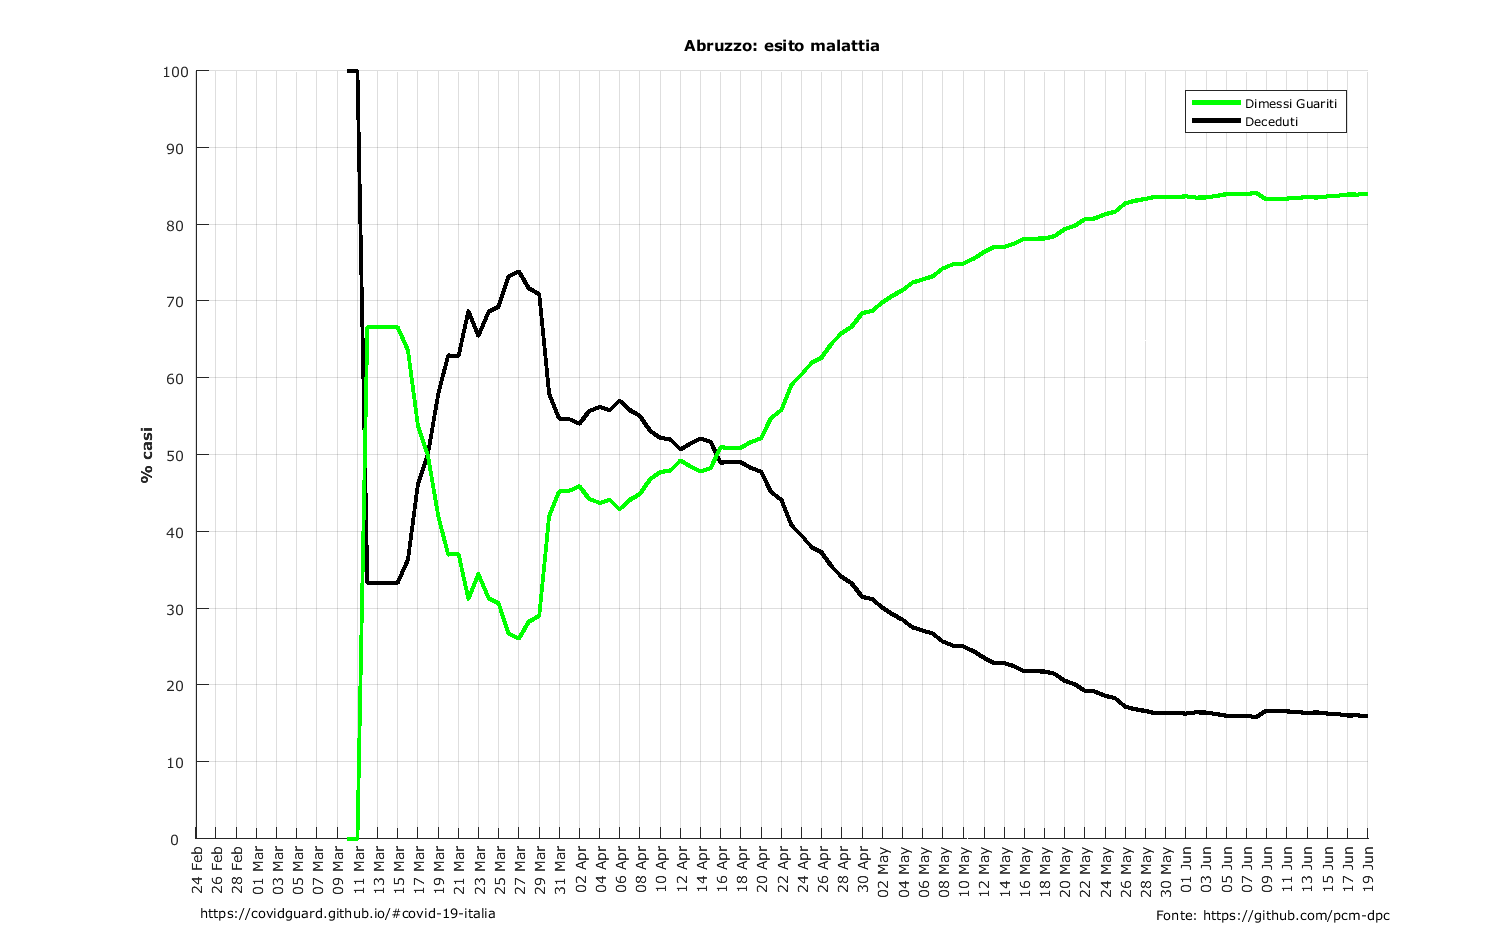 Abruzzo: esito malattia
100
90
80
70
60
50
40
30
20
10
0
% casi
Dimessi Guariti
Deceduti
24 Feb
26 Feb
28 Feb
01 Mar
03 Mar
05 Mar
07 Mar
09 Mar
11 Mar
13 Mar
15 Mar
17 Mar
19 Mar
21 Mar
23 Mar
25 Mar
27 Mar
29 Mar
31 Mar
02 Apr
04 Apr
06 Apr
08 Apr
10 Apr
12 Apr
14 Apr
16 Apr
18 Apr
20 Apr
22 Apr
24 Apr
26 Apr
28 Apr
30 Apr
02 May
04 May
06 May
08 May
10 May
12 May
14 May
16 May
18 May
20 May
22 May
24 May
26 May
28 May
30 May
01 Jun
03 Jun
05 Jun
07 Jun
09 Jun
11 Jun
13 Jun
15 Jun
17 Jun
19 Jun
https://covidguard.github.io/#covid-19-italia
Fonte: https://github.com/pcm-dpc